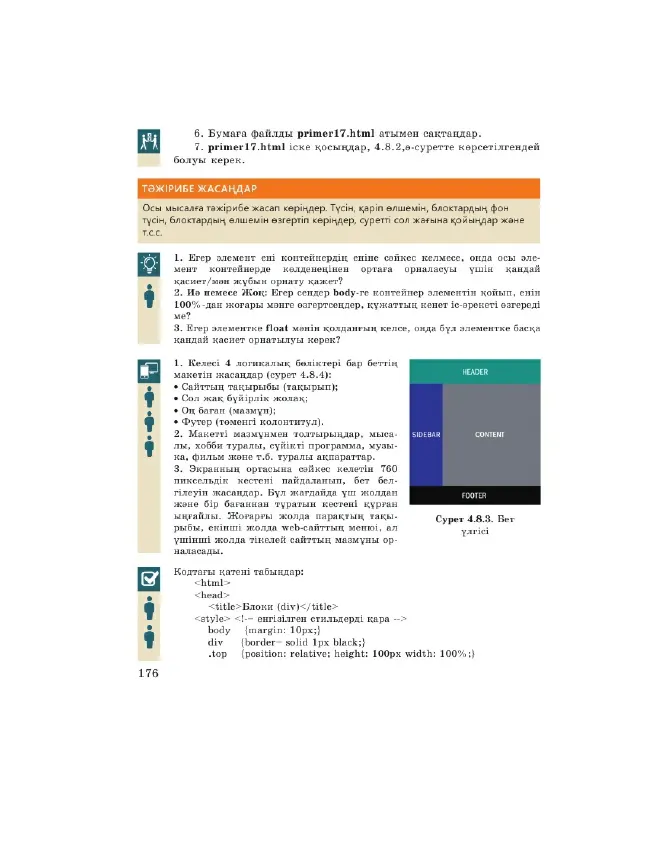 6. Бумаға файлды primer17.html атымен сақтаңдар.
7. primer17.html іске қосыңдар, 4.8.2,ә-суретте көрсетілгендей
болуы керек.
ТӘЖІРИБЕ ЖАСАҢДАР
Осы мысалға тәжірибе жасап көріңдер. Түсін, қаріп өлшемін, блоктардың фон
түсін, блоктардың өлшемін өзгертіп көріңдер, суретті сол жағына қойыңдар және
т.с.с.
1. Егер элемент ені контейнердің еніне сәйкес келмесе, онда осы эле-
мент контейнерде көлденеңінен ортаға орналасуы үшін қандай
қасиет/мән жұбын орнату қажет?
2. Иә немесе Жоқ: Егер сендер body-ге контейнер элементін қойып, енін
100%-дан жоғары мәнге өзгертсеңдер, құжаттың кенет іс-әрекеті өзгереді
ме?
3. Егер элементке float мәнін қолданғың келсе, онда бұл элементке басқа
қандай қасиет орнатылуы керек?
1. Келесі 4 логикалық бөліктері бар беттің
макетін жасаңдар (сурет 4.8.4):
• Сайттың тақырыбы (тақырып);
• Сол жақ бүйірлік жолақ;
• Оң баған (мазмұн);
• Футер (төменгі колонтитул).
2. Макетті мазмұнмен толтырыңдар, мыса-
лы, хобби туралы, сүйікті программа, музы-
ка, фильм және т.б. туралы ақпараттар.
3. Экранның ортасына сәйкес келетін 760
пиксельдік кестені пайдаланып, бет бел-
гілеуін жасаңдар. Бұл жағдайда үш жолдан
және бір бағаннан тұратын кестені құрған
ыңғайлы. Жоғарғы жолда парақтың тақы-
рыбы, екінші жолда web-сайттың менюі, ал
үшінші жолда тікелей сайттың мазмұны ор-
наласады.
HEADER
SIDEBAR
CONTENT
FOOTER
Сурет 4.8.3. Бет
үлгісі
Кодтағы қатені табыңдар:
<html>
<head>
<title>Блоки (div)</title>
<style> <!-= енгізілген стильдерді қара -->
body {margin: 10px;}
div {border= solid 1px black;}
.top {position: relative; height: 100px width: 100%;}
176